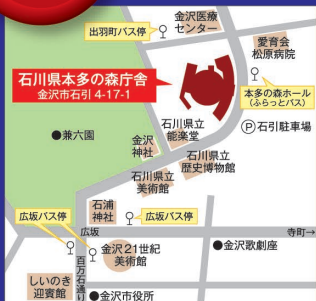 出羽町バス停
金沢医療
センター
愛育会
松原病院
石川県本多の森庁舎
金沢市石引 4-17-1
本多の森ホール
(ふらっとバス)
石川県立
能楽堂
Ⓟ石引駐車場
●兼六園
金沢
神社
石川県立
歴史博物館
石川県立
美術館
石浦
神社
広坂バス停
広坂バス停
広坂
寺町→
金沢21世紀
美術館
●金沢歌劇座
百万石通り
しいのき
迎賓館
●金沢市役所